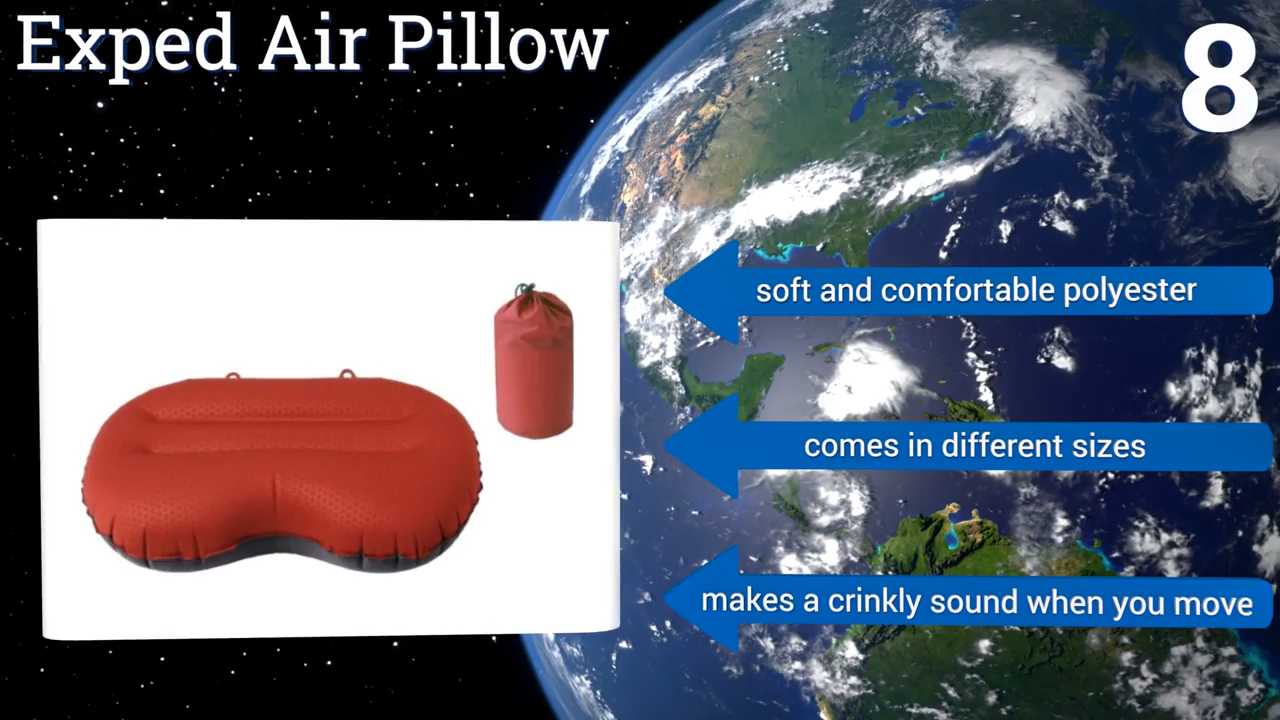 Exped Air Pillow
8
soft and comfortable polyester
comes in different sizes
makes a crinkly sound when you move